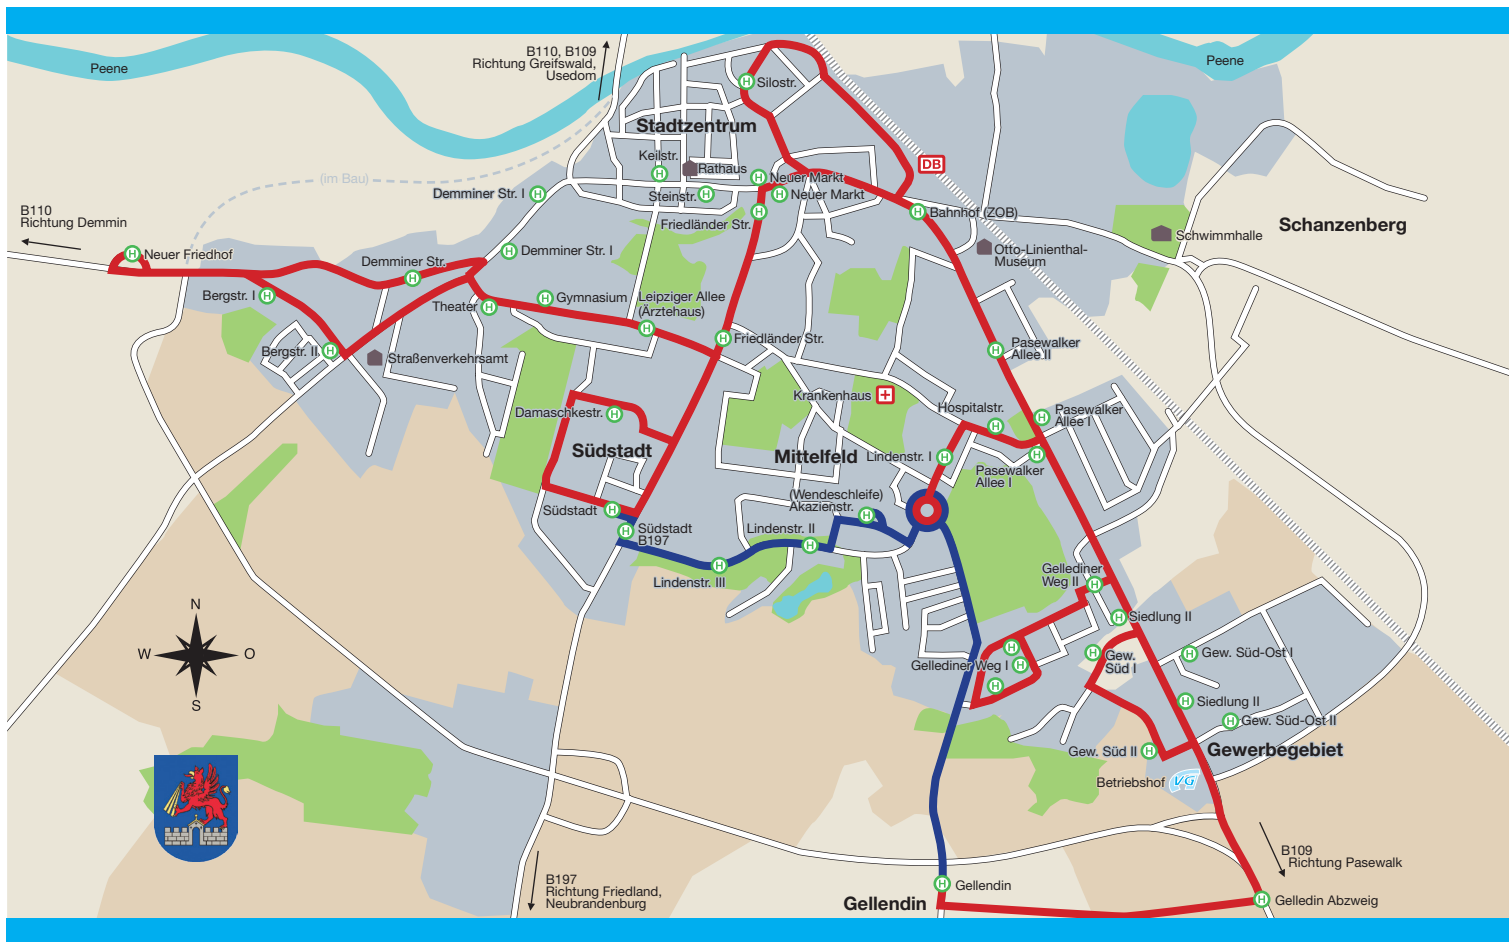 B110, B109
Richtung Greifswald,
Usedom
Peene
Peene
Silostr.
Stadtzentrum
Keilstr.
Rathaus
DB
Neuer Markt
(im Bau)
Demminer Str. I
Steinstr.
H Neuer Markt
B110
Richtung Demmin
Friedländer Str.
Bahnhof (ZOB)
Schanzenberg
Schwimmhalle
Neuer Friedhof
Demminer Str. I
Otto-Linienthal-
Museum
Demminer Str.
Bergstr. I
Theater
Gymnasium
Leipziger Allee
(Ärztehaus)
Friedländer Str.
Bergstr. II
Straßenverkehrsamt
Pasewalker
Allee II
Krankenhaus
Damaschkestr.
Hospitalstr.
Pasewalker
Allee I
Südstadt
Mittelfeld
Lindenstr. I
Pasewalker
Allee I
(Wendeschleife)
Akazienstr.
Südstadt
Südstadt
B197
Lindenstr. II
Lindenstr. III
Gellediner
Weg II
N
W
O
S
Siedlung II
Gew.
Süd I
Gew. Süd-Ost I
Gellediner Weg I
Siedlung II
Gew. Süd-Ost II
Gew. Süd II
Gewerbegebiet
Betriebshof
VG
B109
Richtung Pasewalk
B197
Richtung Friedland,
Neubrandenburg
Gellendin
Gellendin
Gelledin Abzweig